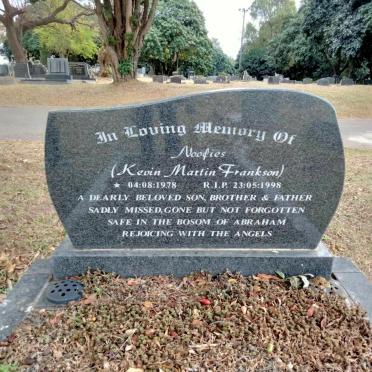 In Loving Memory Of
Noofies
(Kevin Martin Frankson)
★ 04:08:1978 R.I.P. 23:05:1998
A DEARLY BELOVED SON, BROTHER & FATHER
SADLY MISSED,GONE BUT NOT FORGOTTEN
SAFE IN THE BOSOM OF ABRAHAM
REJOICING WITH THE ANGELS